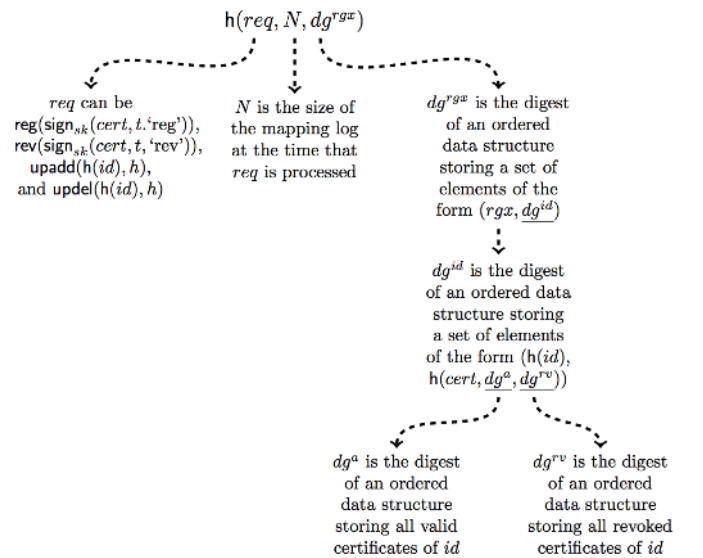 h(req, N, dg^{rgx})
req can be
reg(sign_{sk}(cert, t.‘reg’)),
rev(sign_{sk}(cert, t, ‘rev’)),
upadd(h(id), h),
and updel(h(id), h)
N is the size of
the mapping log
at the time that
req is processed
dg^{rgx} is the digest
of an ordered
data structure
storing a set of
elements of the
form (rgx, dg^{id})
dg^{id} is the digest
of an ordered data
structure storing
a set of elements
of the form (h(id),
h(cert, dg^{a}, dg^{rv}))
dg^{a} is the digest
of an ordered
data structure
storing all valid
certificates of id
dg^{rv} is the digest
of an ordered
data structure
storing all revoked
certificates of id